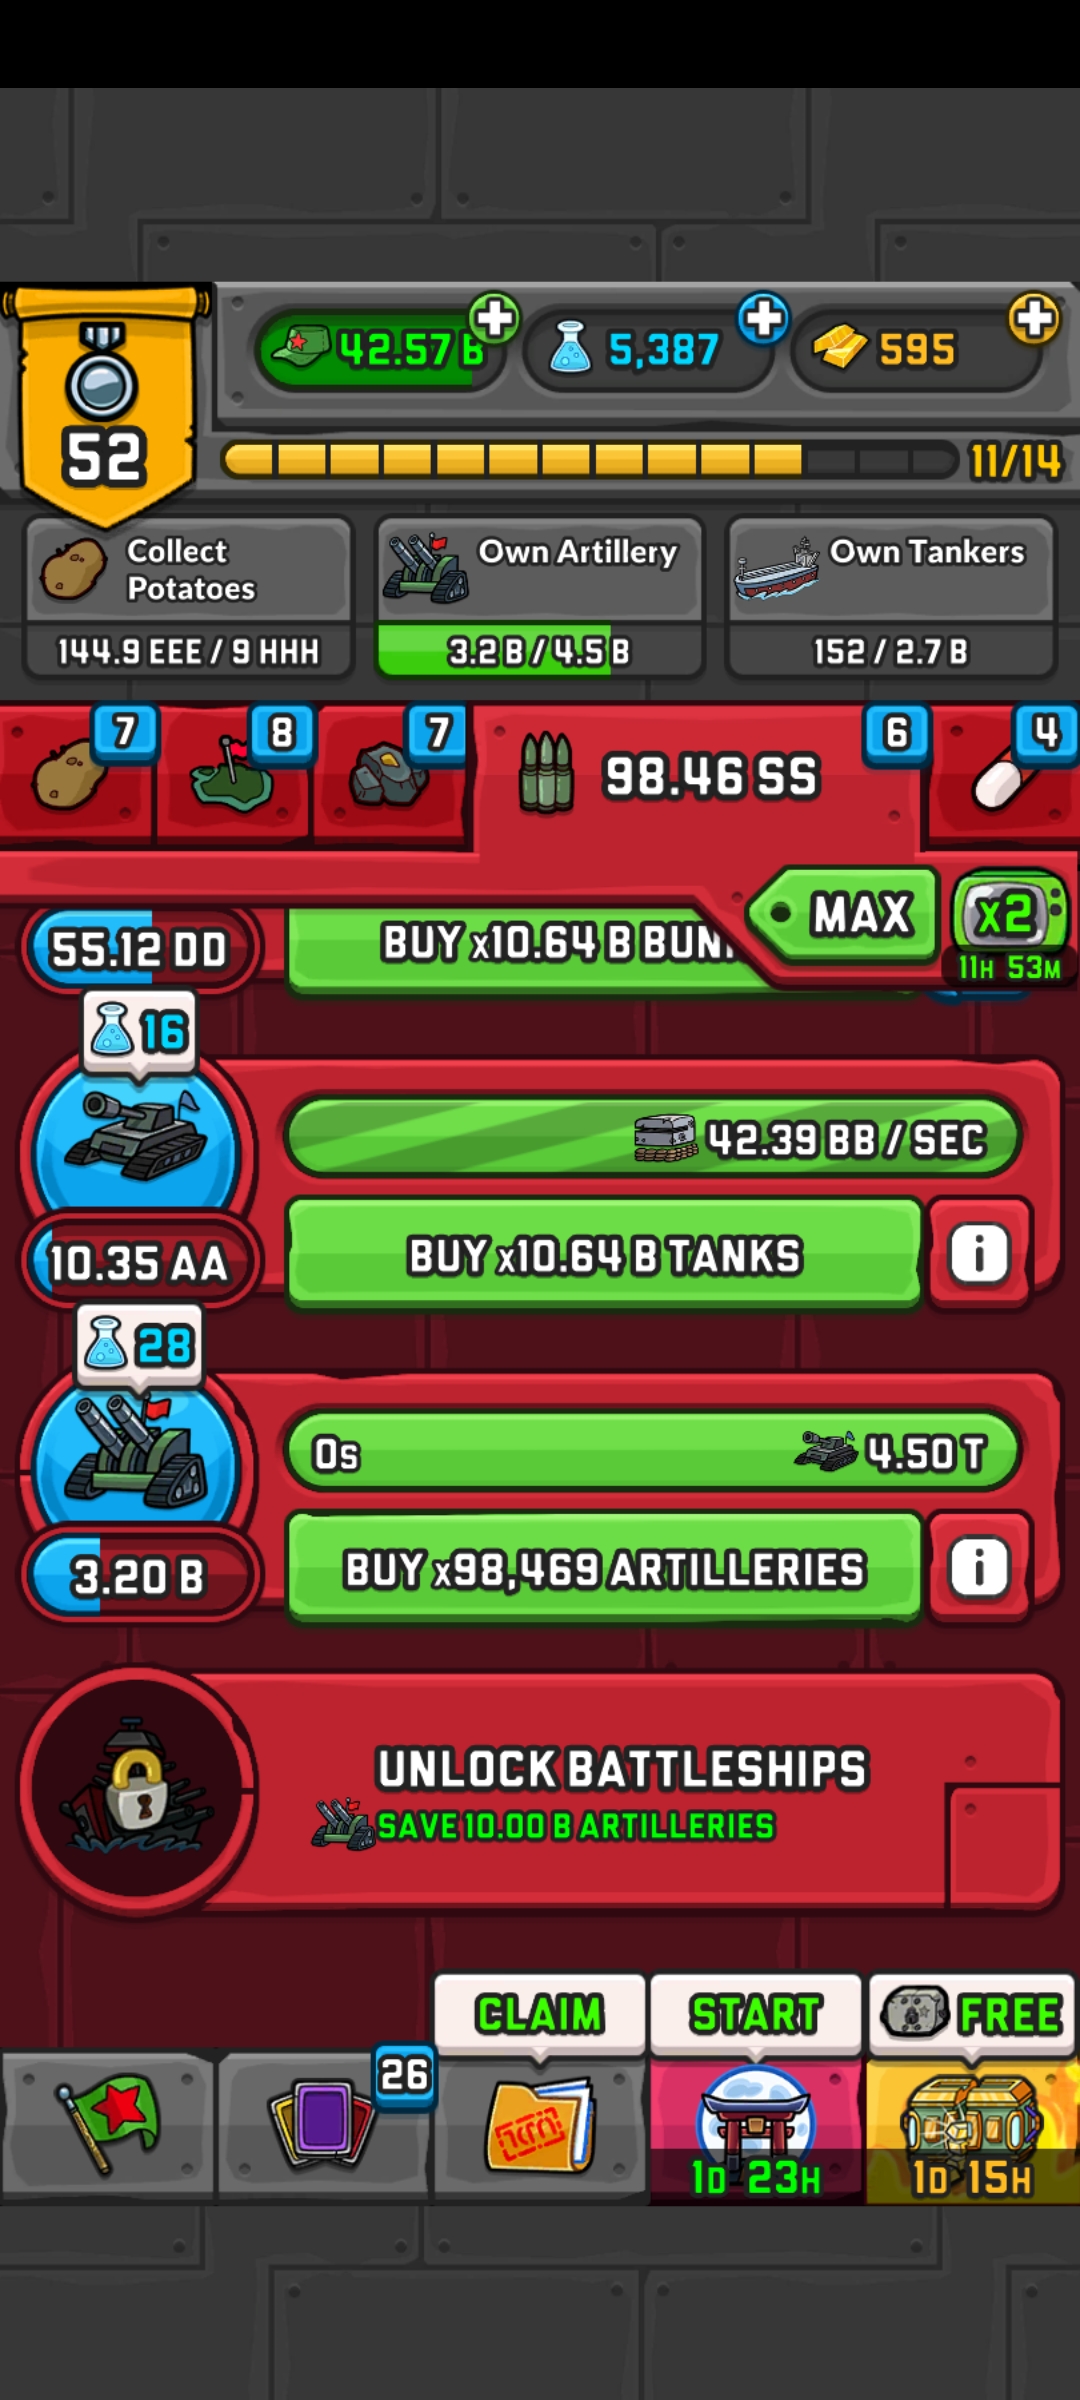 42.57 B
5,387
595
52
11/14
Collect
Potatoes
Own Artillery
Own Tankers
144.9 EEE / 9 HHH
3.2 B / 4.5 B
152 / 2.7 B
7
8
7
98.46 SS
6
4
MAX
x2
11H 53M
55.12 DD
BUY x10.64 B
16
42.39 BB / SEC
BUY x10.64 B TANKS
10.35 AA
28
0s
4.50 T
BUY x98,469 ARTILLERIES
3.20 B
UNLOCK BATTLESHIPS
SAVE 10.00 B ARTILLERIES
CLAIM
START
FREE
26
1D 23H
1D 15H